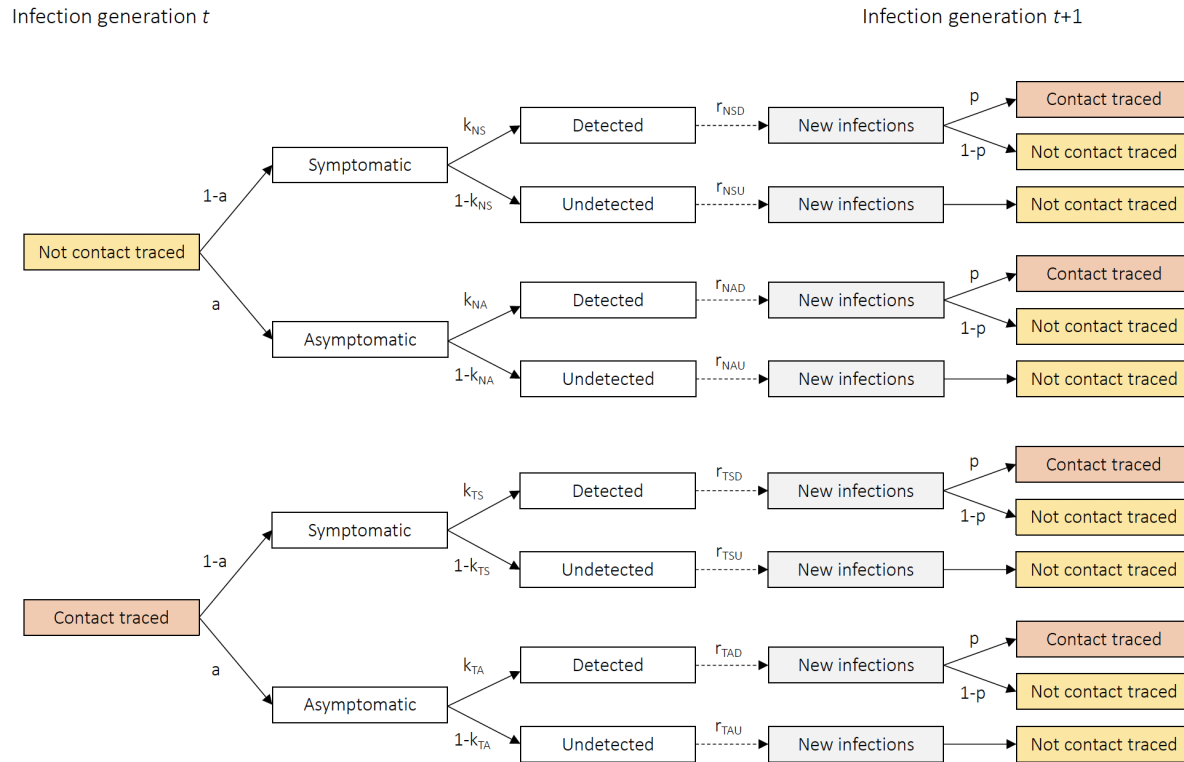 Infection generation t
Infection generation t+1
Contact traced
p
r_NSD
k_NS
Detected
New infections
1-p
Not contact traced
Symptomatic
1-a
1-k_NS
r_NSU
Undetected
New infections
Not contact traced
Not contact traced
Contact traced
p
r_NAD
k_NA
Detected
New infections
a
1-p
Not contact traced
Asymptomatic
r_NAU
1-k_NA
Undetected
New infections
Not contact traced
Contact traced
p
r_TSD
k_TS
Detected
New infections
1-p
Not contact traced
Symptomatic
1-a
1-k_TS
r_TSU
Undetected
New infections
Not contact traced
Contact traced
Contact traced
p
r_TAD
k_TA
Detected
New infections
a
1-p
Not contact traced
Asymptomatic
r_TAU
1-k_TA
Undetected
New infections
Not contact traced